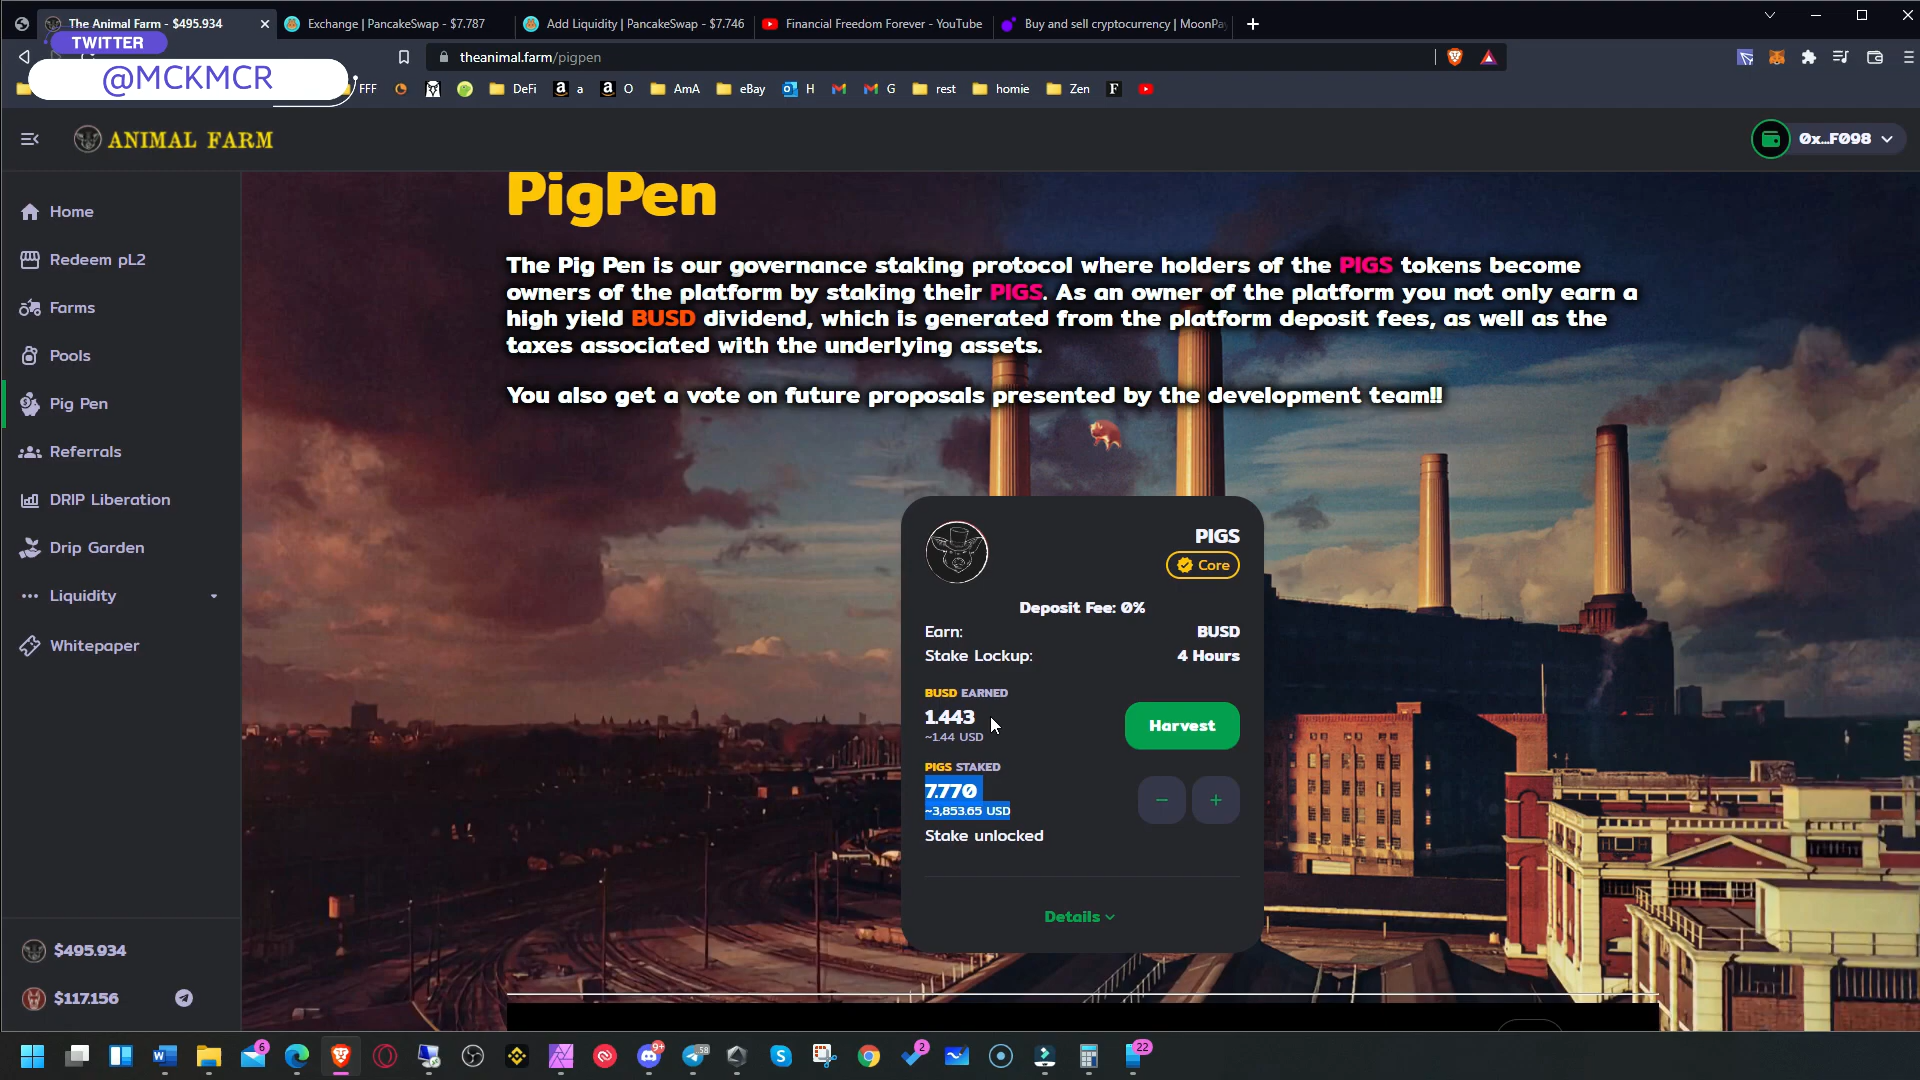 The Animal Farm - $495.934
Exchange | PancakeSwap - $7.787
Add Liquidity | PancakeSwap - $7.746
Financial Freedom Forever - YouTube
Buy and sell cryptocurrency | MoonPa
TWITTER
@MCKMCR
theanimal.farm/pigpen
FFF
DeFi
a
O
AmA
eBay
H
G
rest
homie
Zen
F
ANIMAL FARM
0x...F098
Home
Redeem pL2
Farms
Pools
Pig Pen
Referrals
DRIP Liberation
Drip Garden
Liquidity
Whitepaper
$495.934
$117.156
PigPen
The Pig Pen is our governance staking protocol where holders of the PIGS tokens become
owners of the platform by staking their PIGS. As an owner of the platform you not only earn a
high yield BUSD dividend, which is generated from the platform deposit fees, as well as the
taxes associated with the underlying assets.
You also get a vote on future proposals presented by the development team!!
PIGS
Core
Deposit Fee: 0%
Earn: BUSD
Stake Lockup: 4 Hours
BUSD EARNED
1.443
~1.44 USD
Harvest
PIGS STAKED
7.770
~3,853.65 USD
Stake unlocked
Details
6
9+
58
2
22